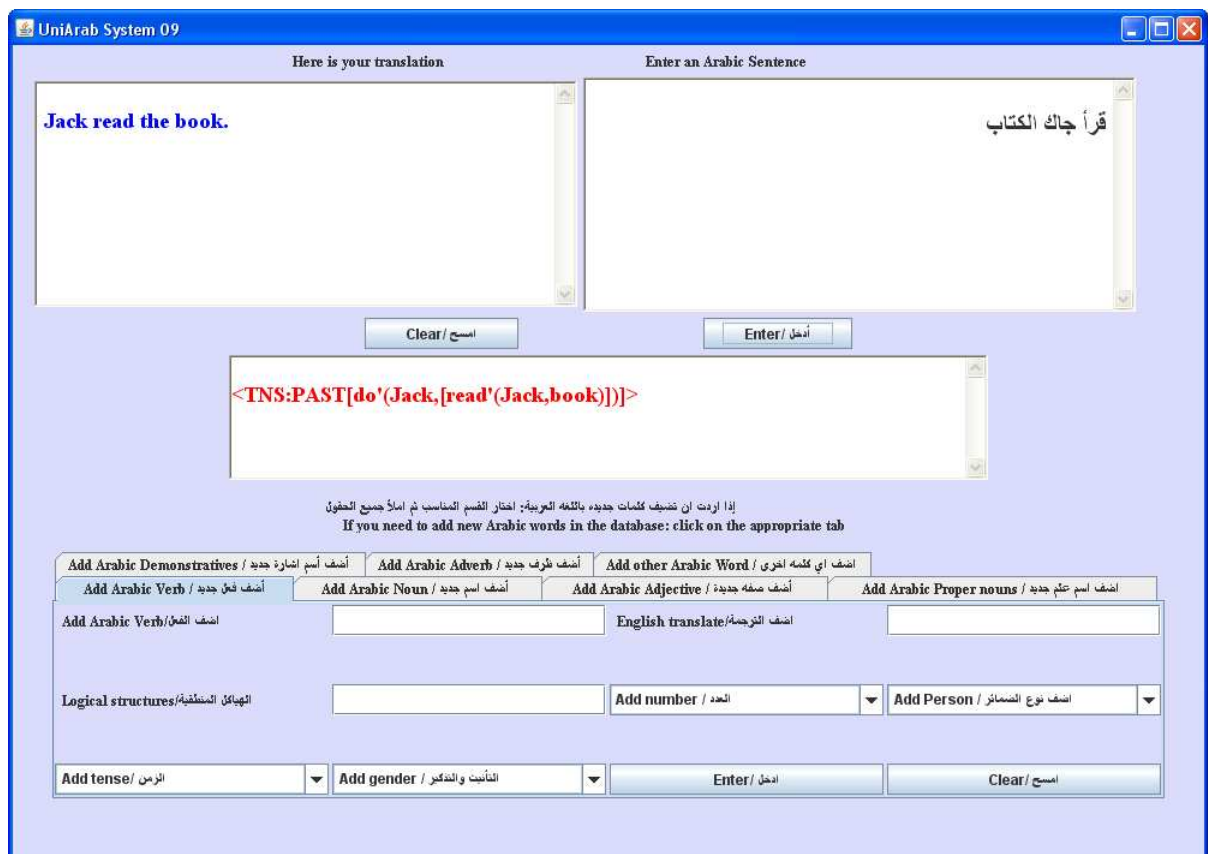 UniArab System 09
Here is your translation
Enter an Arabic Sentence
Jack read the book.
قرأ جاك الكتاب
Clear/امسح
Enter/أدخل
<TNS:PAST[do'(Jack,[read'(Jack,book)])]>
إذا اردت ان تضيف كلمات جديده باللغه العربية: اختار القسم المناسب ثم املأ جميع الحقول
If you need to add new Arabic words in the database: click on the appropriate tab
Add Arabic Demonstratives / أضف أسم اشارة جديد
Add Arabic Adverb / أضف ظرف جديد
Add other Arabic Word / اضف اي كلمه اخرى
Add Arabic Verb / أضف فعل جديد
Add Arabic Noun / أضف اسم جديد
Add Arabic Adjective / أضف صفه جديدة
Add Arabic Proper nouns / اضف اسم علم جديد
Add Arabic Verb/اضف الفعل
English translate/اضف الترجمة
Logical structures/الهياكل المنطقية
Add number / العدد
Add Person / اضف نوع الضمائر
Add tense/ الزمن
Add gender / التأنيث والتذكير
Enter/ ادخل
Clear/ امسح